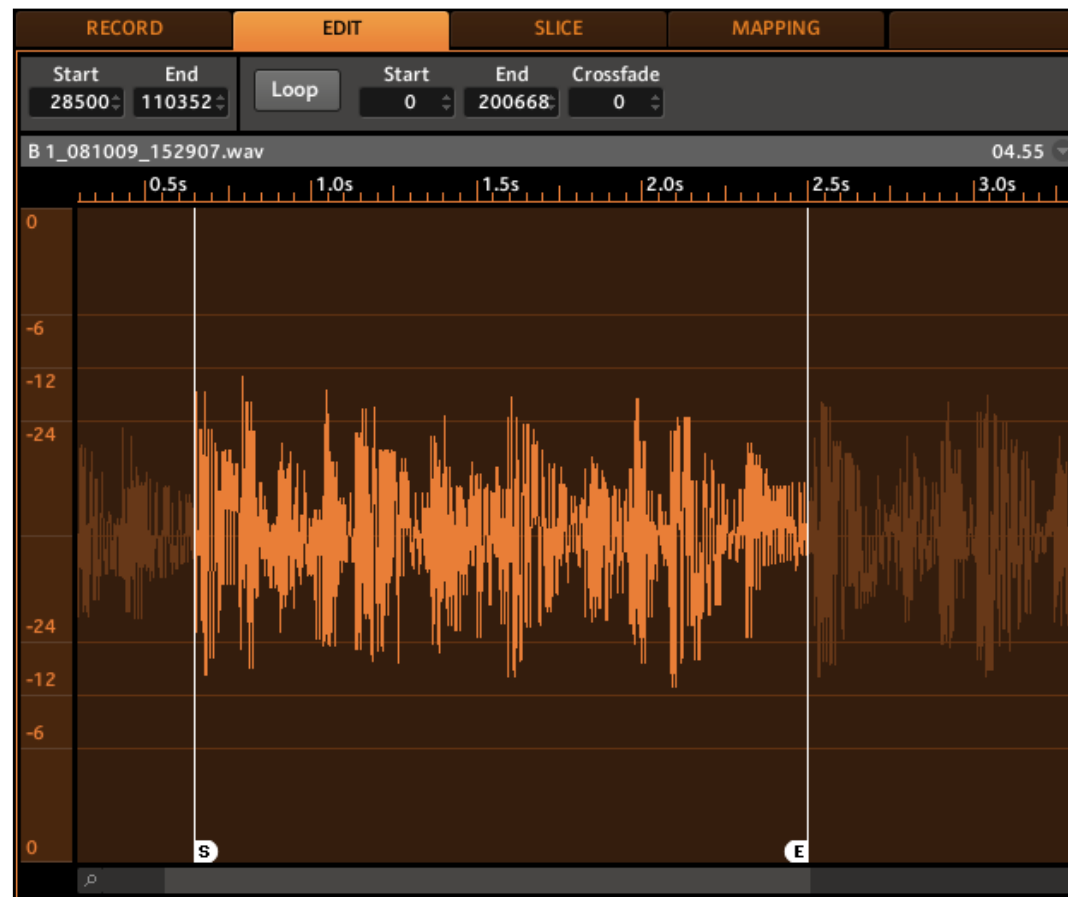 RECORD EDIT SLICE MAPPING
Start End Start End Crossfade
28500 110352 Loop 0 200668 0
B 1_081009_152907.wav 04.55
0.5s 1.0s 1.5s 2.0s 2.5s 3.0s
0
-6
-12
-24
-24
-12
-6
0
S E